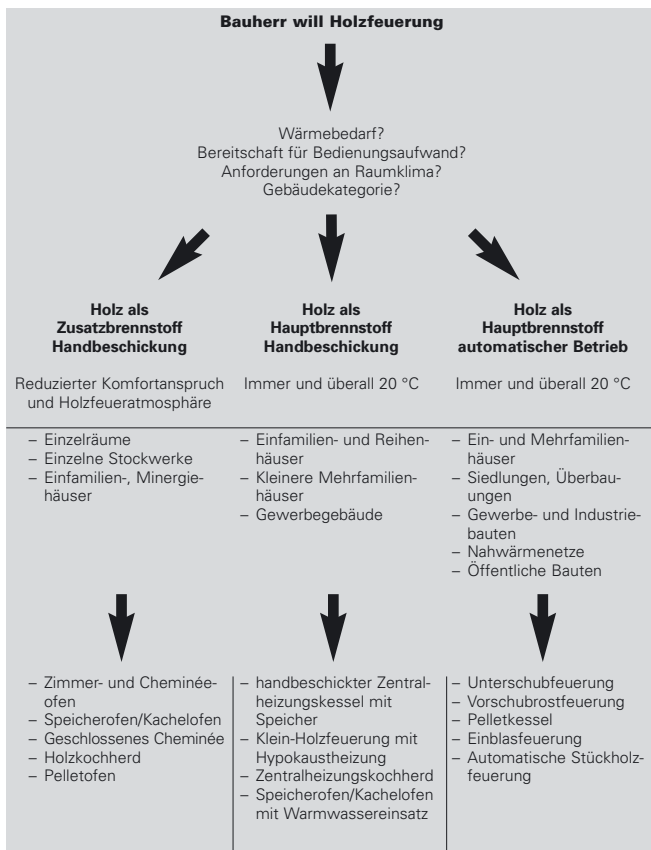 Bauherr will Holzfeuerung
Wärmebedarf?
Bereitschaft für Bedienungsaufwand?
Anforderungen an Raumklima?
Gebäudekategorie?
Holz als
Zusatzbrennstoff
Handbeschickung
Reduzierter Komfortanspruch
und Holzfeueratmosphäre
– Einzelräume
– Einzelne Stockwerke
– Einfamilien-, Minergie-
häuser
– Zimmer- und Cheminée-
ofen
– Speicherofen/Kachelofen
– Geschlossenes Cheminée
– Holzkochherd
– Pelletofen
Holz als
Hauptbrennstoff
Handbeschickung
Immer und überall 20 °C
– Einfamilien- und Reihen-
häuser
– Kleinere Mehrfamilien-
häuser
– Gewerbegebäude
– handbeschickter Zentral-
heizungskessel mit
Speicher
– Klein-Holzfeuerung mit
Hypokaustheizung
– Zentralheizungskochherd
– Speicherofen/Kachelofen
mit Warmwassereinsatz
Holz als
Hauptbrennstoff
automatischer Betrieb
Immer und überall 20 °C
– Ein- und Mehrfamilien-
häuser
– Siedlungen, Überbau-
ungen
– Gewerbe- und Industrie-
bauten
– Nahwärmenetze
– Öffentliche Bauten
– Unterschubfeuerung
– Vorschubrostfeuerung
– Pelletkessel
– Einblasfeuerung
– Automatische Stückholz-
feuerung